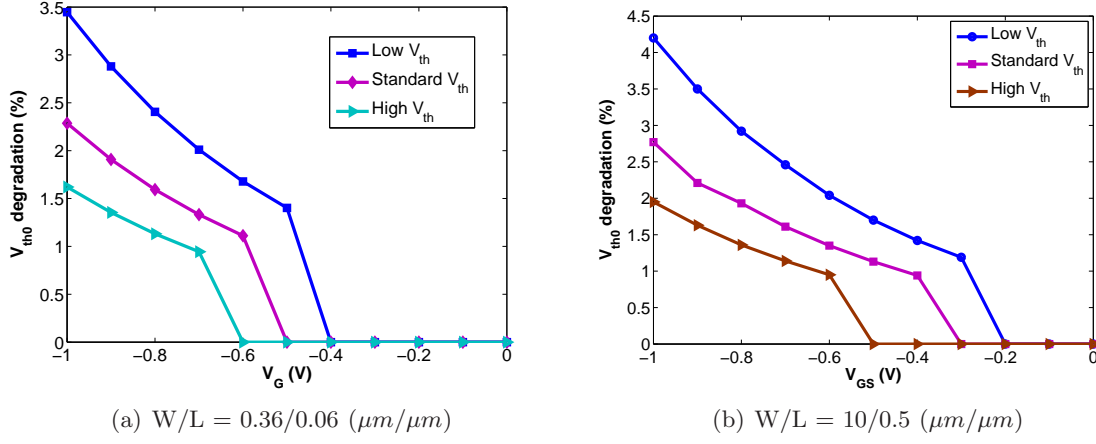 3.5
3
2.5
2
1.5
1
0.5
0
V_th0 degradation (%)
Low V_th
Standard V_th
High V_th
−1 −0.8 −0.6 −0.4 −0.2 0
V_G (V)
(a) W/L = 0.36/0.06 (μm/μm)
4.5
4
3.5
3
2.5
2
1.5
1
0.5
0
V_th0 degradation (%)
Low V_th
Standard V_th
High V_th
−1 −0.8 −0.6 −0.4 −0.2 0
V_GS (V)
(b) W/L = 10/0.5 (μm/μm)